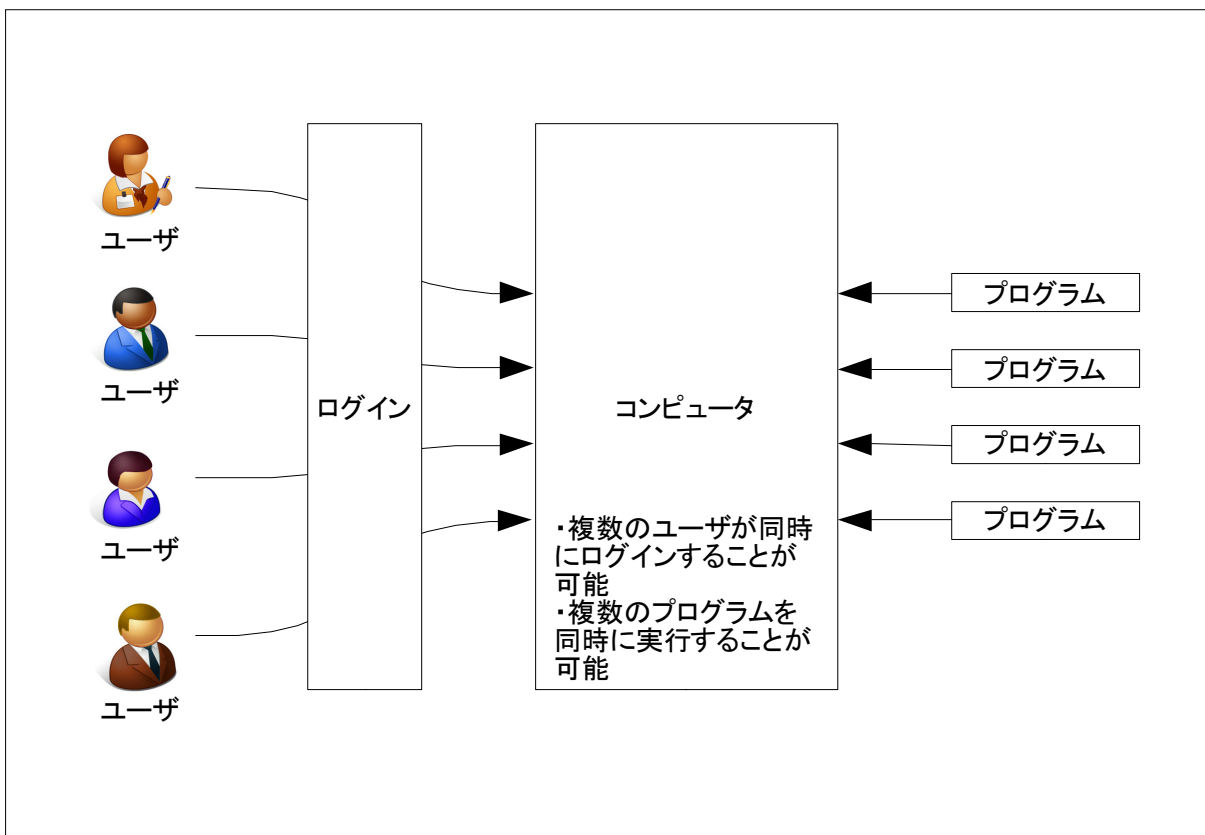 ユーザ
ユーザ
ユーザ
ユーザ
ログイン
コンピュータ
・複数のユーザが同時
にログインすることが
可能
・複数のプログラムを
同時に実行することが
可能
プログラム
プログラム
プログラム
プログラム